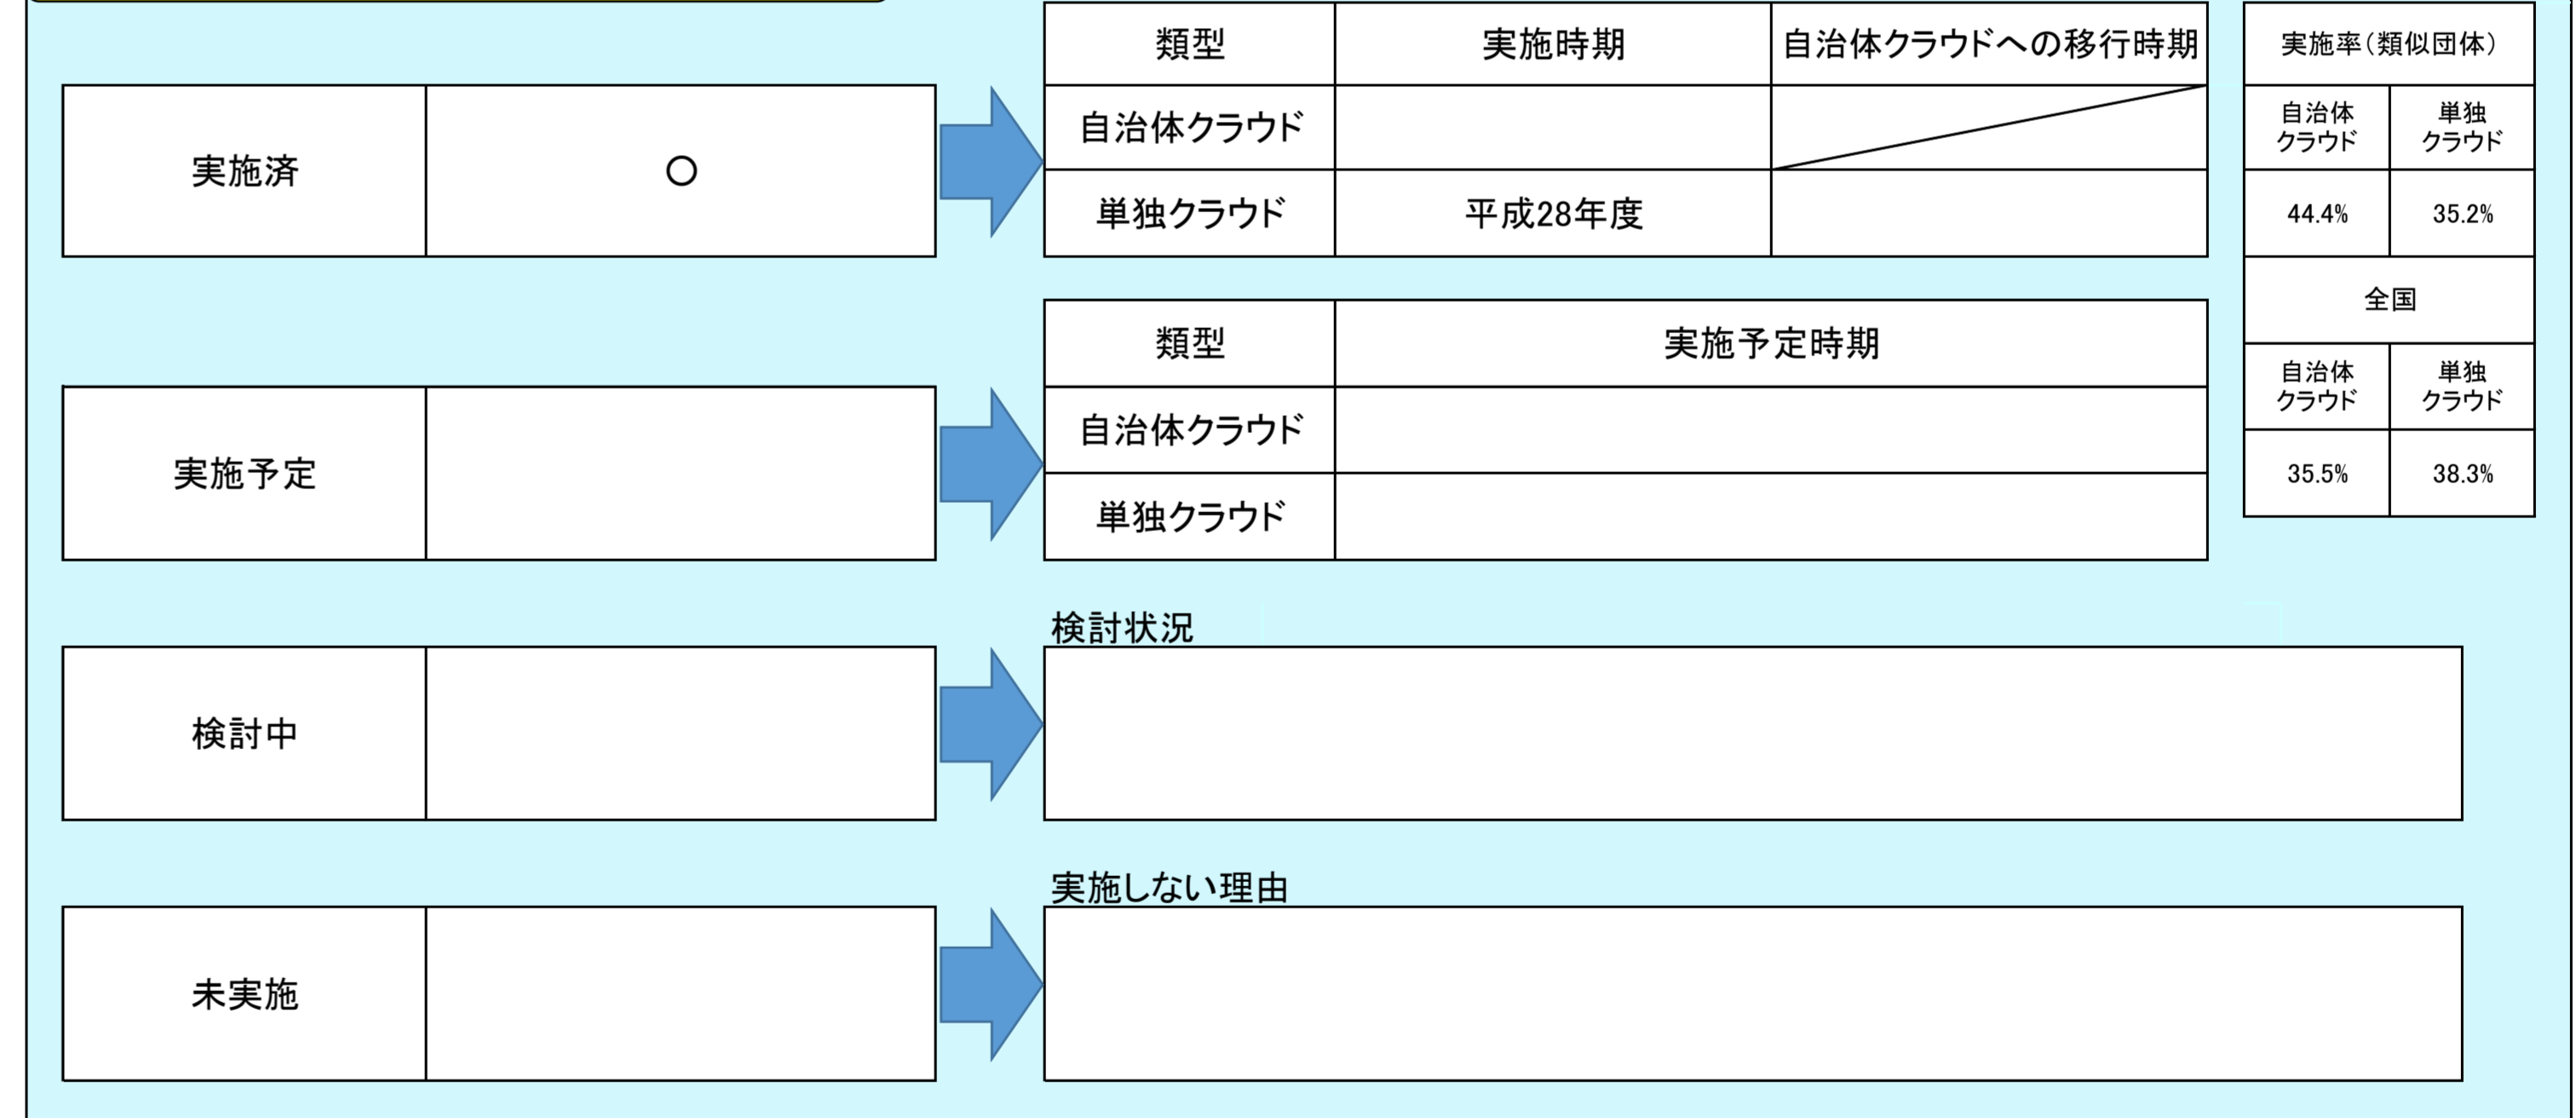 類型 実施時期 自治体クラウドへの移行時期
実施済 ○
自治体クラウド
単独クラウド 平成28年度
実施率（類似団体）
自治体
クラウド
単独
クラウド
44.4% 35.2%
全国
自治体
クラウド
単独
クラウド
35.5% 38.3%
類型 実施予定時期
実施予定
自治体クラウド
単独クラウド
検討状況
検討中
実施しない理由
未実施